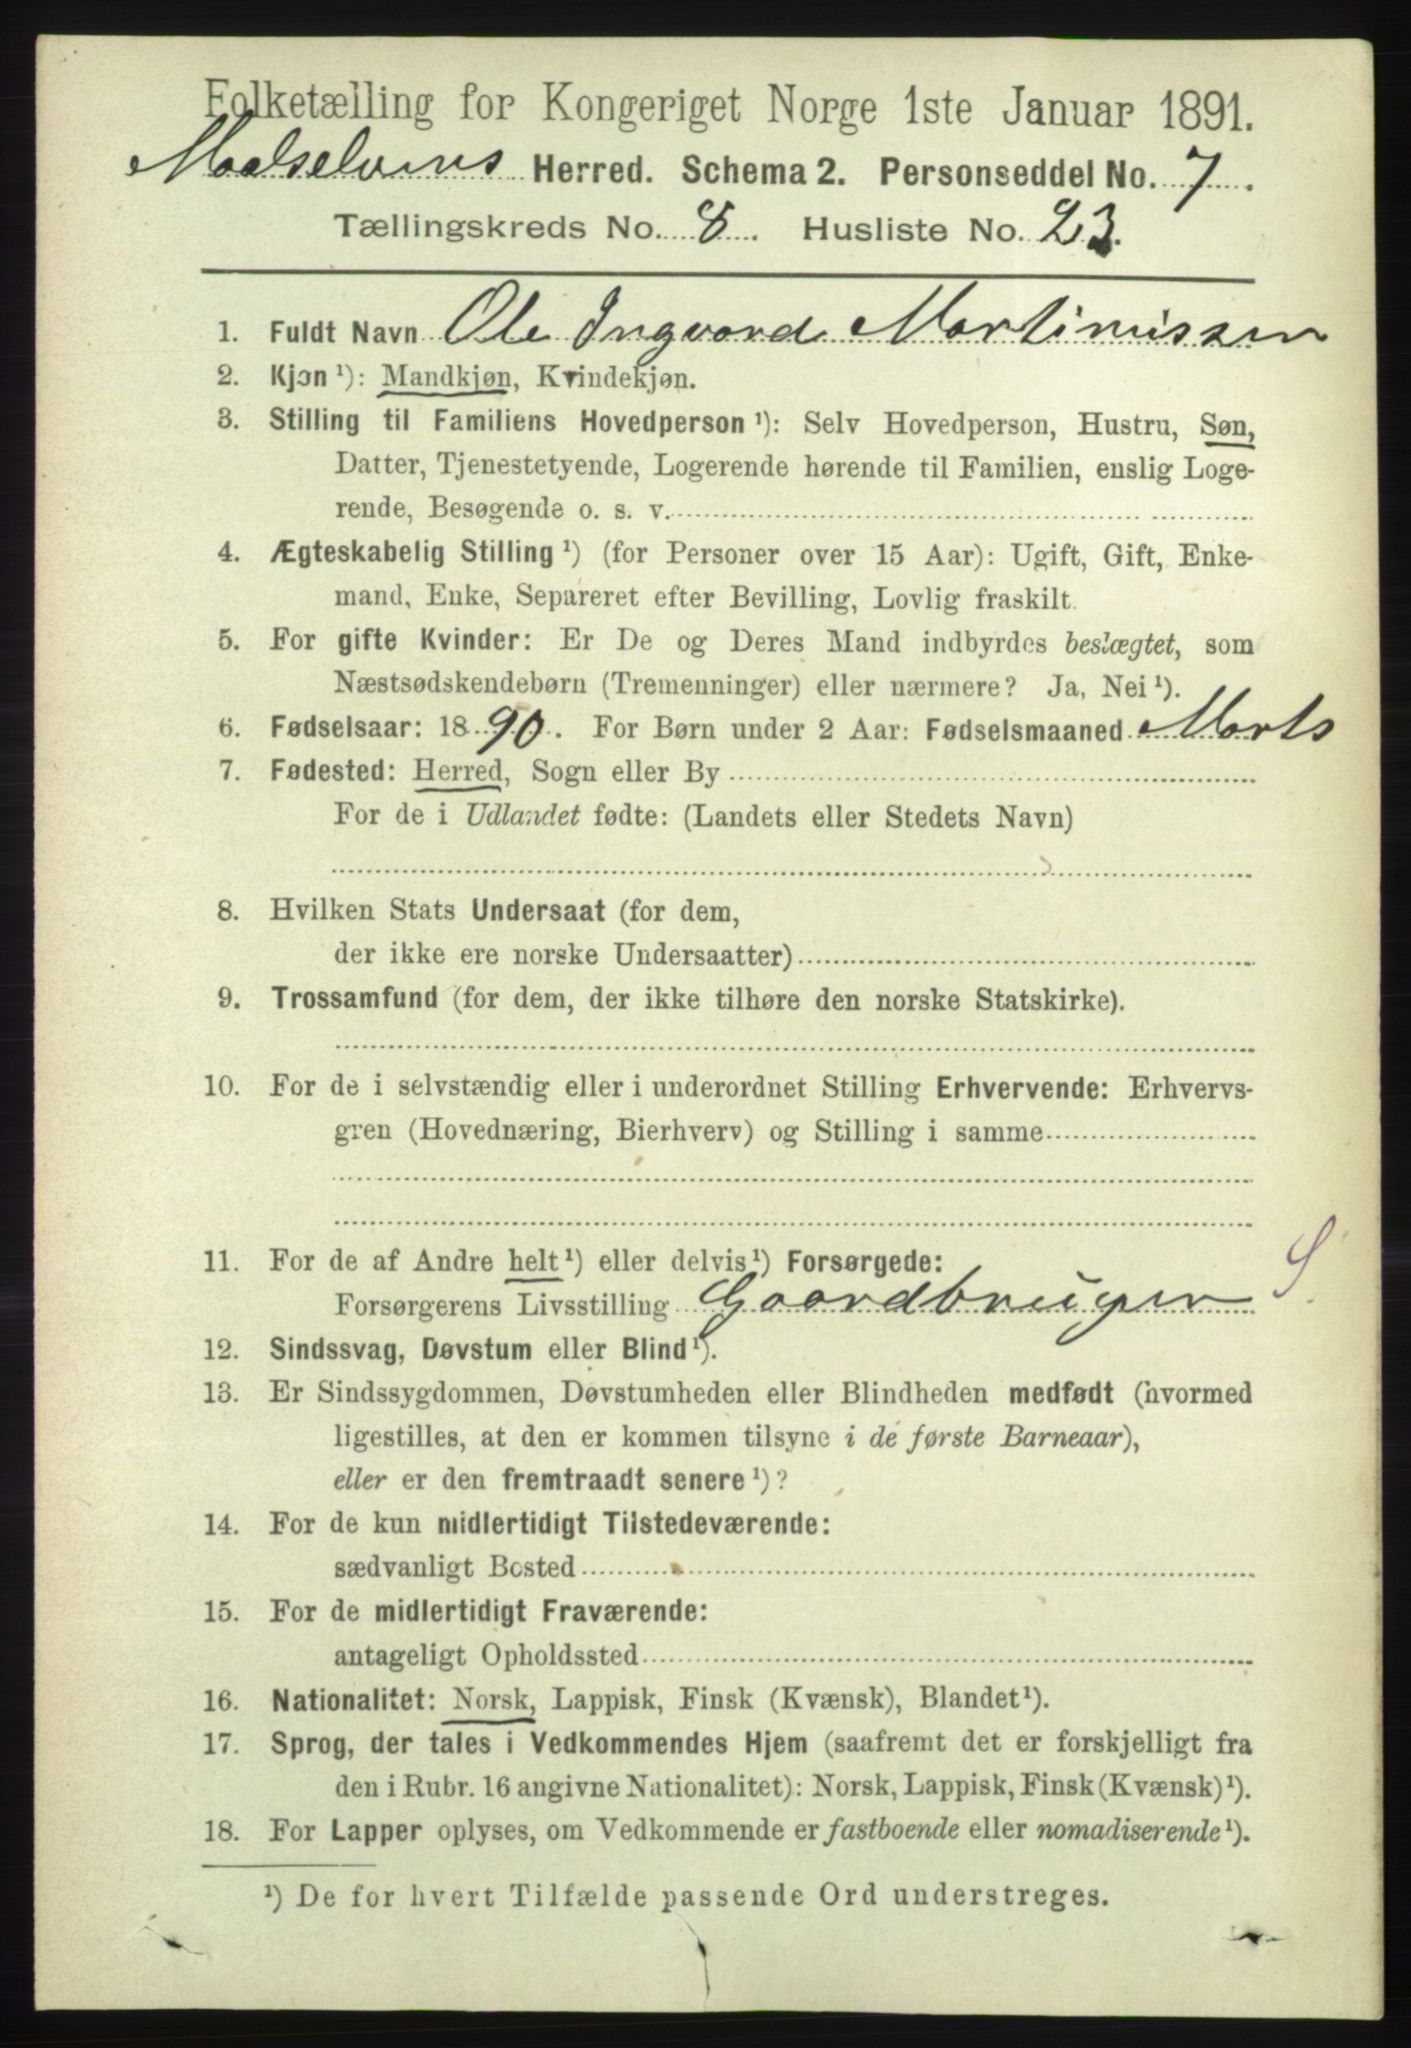 Folketælling for Kongeriget Norge 1ste Januar 1891.
Maalselvens Herred. Schema 2. Personseddel No. 7.
Tællingskreds No. 8. Husliste No. 23.
1. Fuldt Navn Ole Ingvard Martinissen
2. Kjøn ¹): Mandkjøn, Kvindekjøn.
3. Stilling til Familiens Hovedperson ¹): Selv Hovedperson, Hustru, Søn,
Datter, Tjenestetyende, Logerende hørende til Familien, enslig Loge-
rende, Besøgende o. s. v.
4. Ægteskabelig Stilling ¹) (for Personer over 15 Aar): Ugift, Gift, Enke-
mand, Enke, Separeret efter Bevilling, Lovlig fraskilt.
5. For gifte Kvinder: Er De og Deres Mand indbyrdes beslægtet, som
Næstsødskendebørn (Tremenninger) eller nærmere? Ja, Nei ¹).
6. Fødselsaar: 1890. For Børn under 2 Aar: Fødselsmaaned Marts
7. Fødested: Herred, Sogn eller By
For de i Udlandet fødte: (Landets eller Stedets Navn)
8. Hvilken Stats Undersaat (for dem,
der ikke ere norske Undersaatter)
9. Trossamfund (for dem, der ikke tilhøre den norske Statskirke).
10. For de i selvstændig eller i underordnet Stilling Erhvervende: Erhvervs-
gren (Hovednæring, Bierhverv) og Stilling i samme
11. For de af Andre helt ¹) eller delvis ¹) Forsørgede:
Forsørgerens Livsstilling Gaardbruger S.
12. Sindssvag, Døvstum eller Blind ¹).
13. Er Sindssygdommen, Døvstumheden eller Blindheden medfødt (hvormed
ligestilles, at den er kommen tilsyne i de første Barneaar),
eller er den fremtraadt senere ¹)?
14. For de kun midlertidigt Tilstedeværende:
sædvanligt Bosted
15. For de midlertidigt Fraværende:
antageligt Opholdssted
16. Nationalitet: Norsk, Lappisk, Finsk (Kvænsk), Blandet ¹).
17. Sprog, der tales i Vedkommendes Hjem (saafremt det er forskjelligt fra
den i Rubr. 16 angivne Nationalitet): Norsk, Lappisk, Finsk (Kvænsk) ¹).
18. For Lapper oplyses, om Vedkommende er fastboende eller nomadiserende ¹).
¹) De for hvert Tilfælde passende Ord understreges.